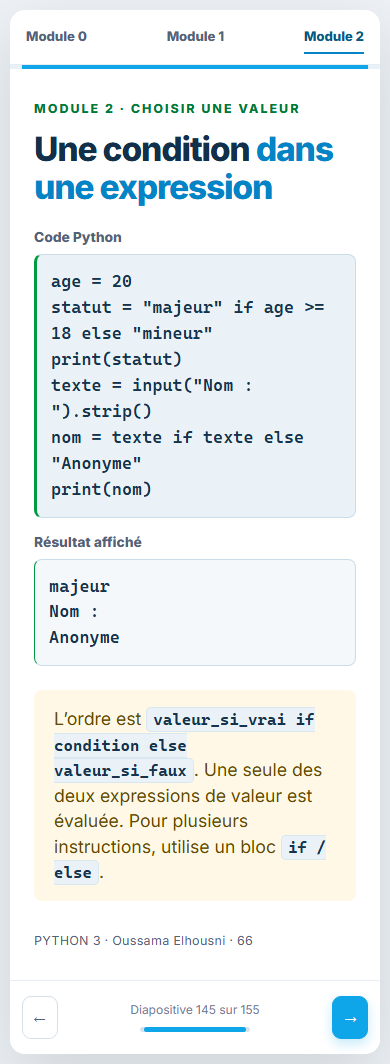 Module 0 Module 1 Module 2
MODULE 2 · CHOISIR UNE VALEUR
Une condition dans
une expression
Code Python
age = 20
statut = "majeur" if age >=
18 else "mineur"
print(statut)
texte = input("Nom :
").strip()
nom = texte if texte else
"Anonyme"
print(nom)
Résultat affiché
majeur
Nom :
Anonyme
L’ordre est valeur_si_vrai if
condition else
valeur_si_faux. Une seule des
deux expressions de valeur est
évaluée. Pour plusieurs
instructions, utilise un bloc if /
else.
PYTHON 3 · Oussama Elhousni · 66
← Diapositive 145 sur 155 →